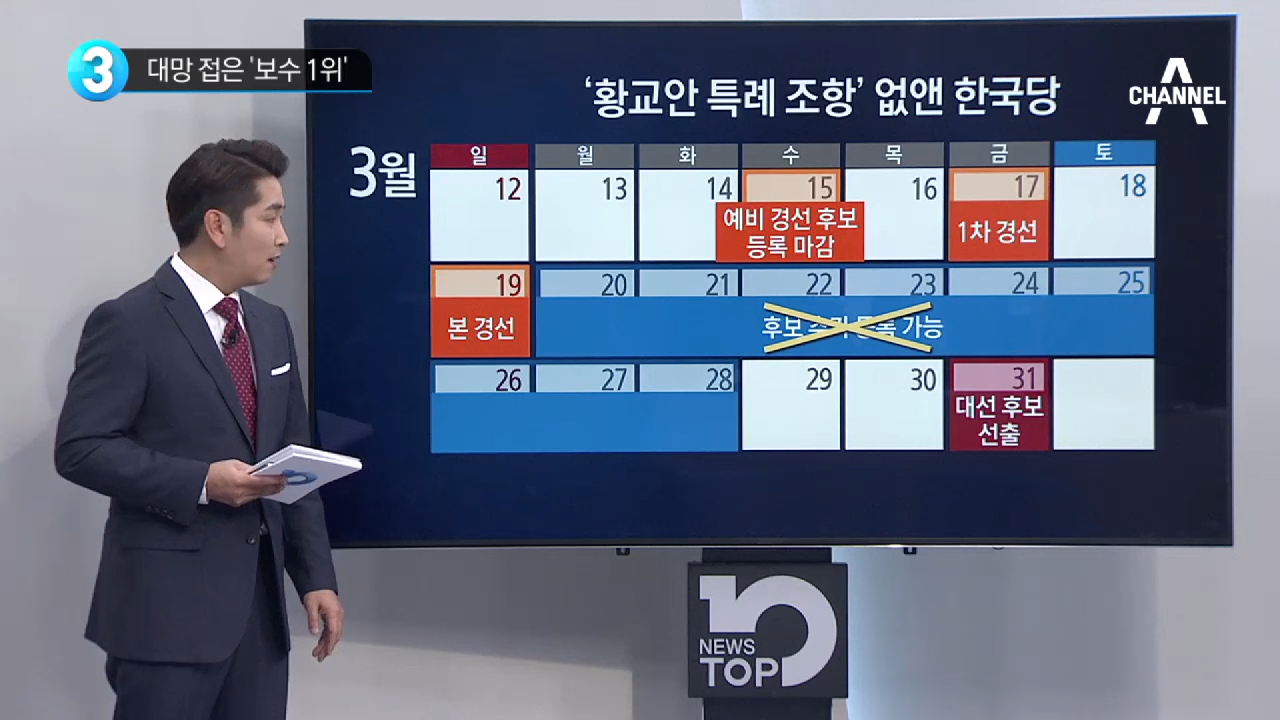 3 대망 접은 '보수 1위'
'황교안 특례 조항' 없앤 한국당
CHANNEL A
3월
일 월 화 수 목 금 토
12 13 14 15 16 17 18
예비 경선 후보
등록 마감
1차 경선
19 20 21 22 23 24 25
본 경선
후보 등록 가능
26 27 28 29 30 31
대선 후보
선출
NEWS
TOP 10